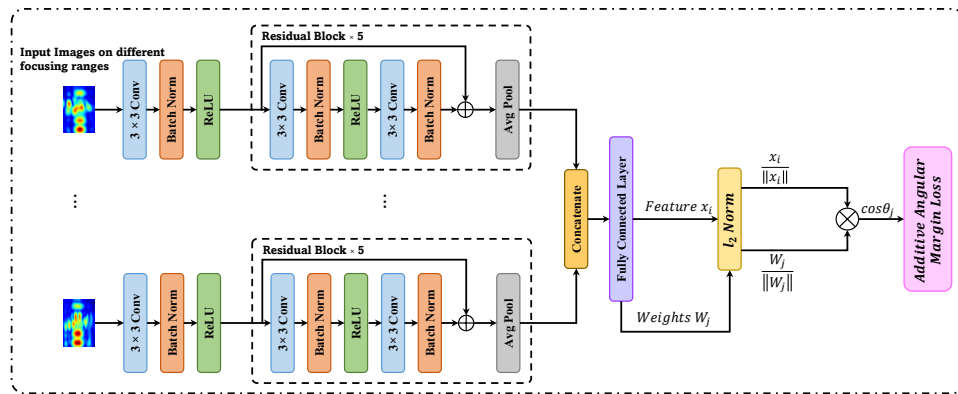 Input Images on different
focusing ranges
3 × 3 Conv
Batch Norm
ReLU
Residual Block × 5
3× 3 Conv
Batch Norm
ReLU
3 × 3 Conv
Batch Norm
Avg Pool
⋮
⋮
3 × 3 Conv
Batch Norm
ReLU
Residual Block × 5
3 × 3 Conv
Batch Norm
ReLU
3 × 3 Conv
Batch Norm
Avg Pool
Concatenate
Fully Connected Layer
Feature x_i
Weights W_j
l_2 Norm
x_i
‖x_i‖
W_j
‖W_j‖
cosθ_j
Additive Angular
Margin Loss